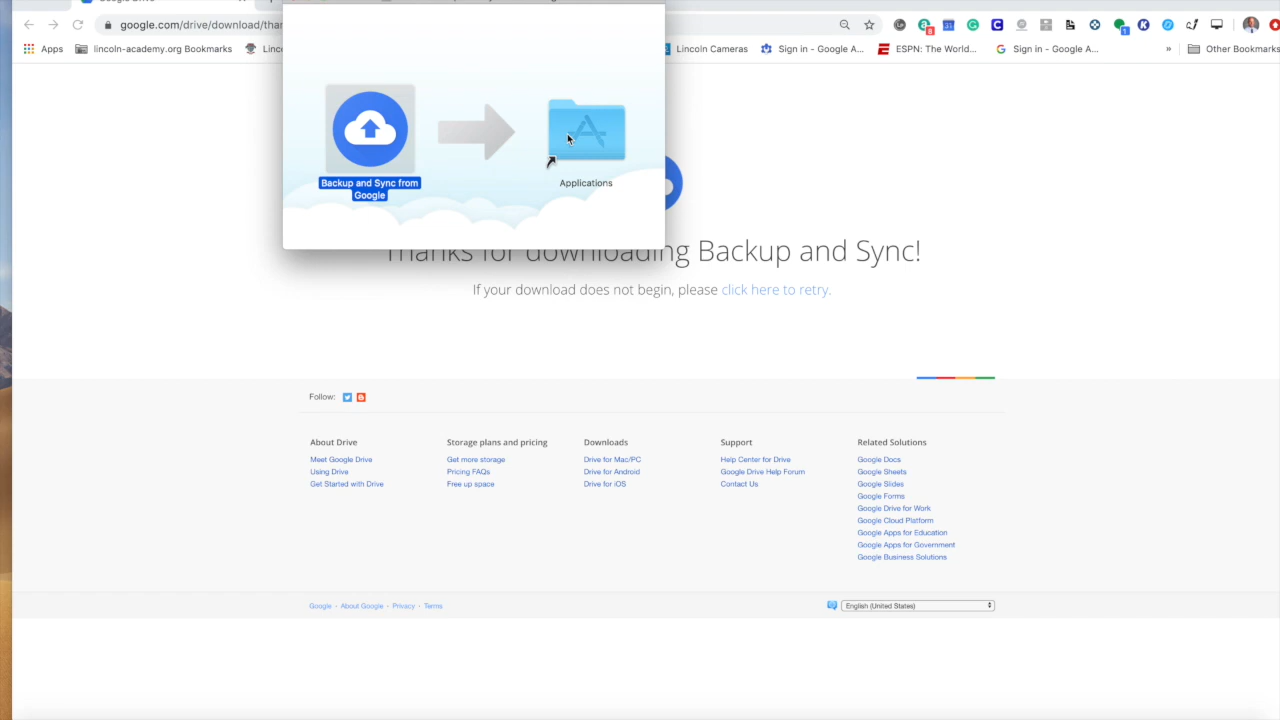 google.com/drive/download/than
Apps
lincoln-academy.org Bookmarks
Linco
Lincoln Cameras
Sign in - Google A...
ESPN: The World...
Sign in - Google A...
»
Other Bookmarks
8
1
Backup and Sync from
Google
Applications
Thanks for downloading Backup and Sync!
If your download does not begin, please click here to retry.
Follow:
About Drive
Meet Google Drive
Using Drive
Get Started with Drive
Storage plans and pricing
Get more storage
Pricing FAQs
Free up space
Downloads
Drive for Mac/PC
Drive for Android
Drive for iOS
Support
Help Center for Drive
Google Drive Help Forum
Contact Us
Related Solutions
Google Docs
Google Sheets
Google Slides
Google Forms
Google Drive for Work
Google Cloud Platform
Google Apps for Education
Google Apps for Government
Google Business Solutions
Google · About Google · Privacy · Terms
English (United States)